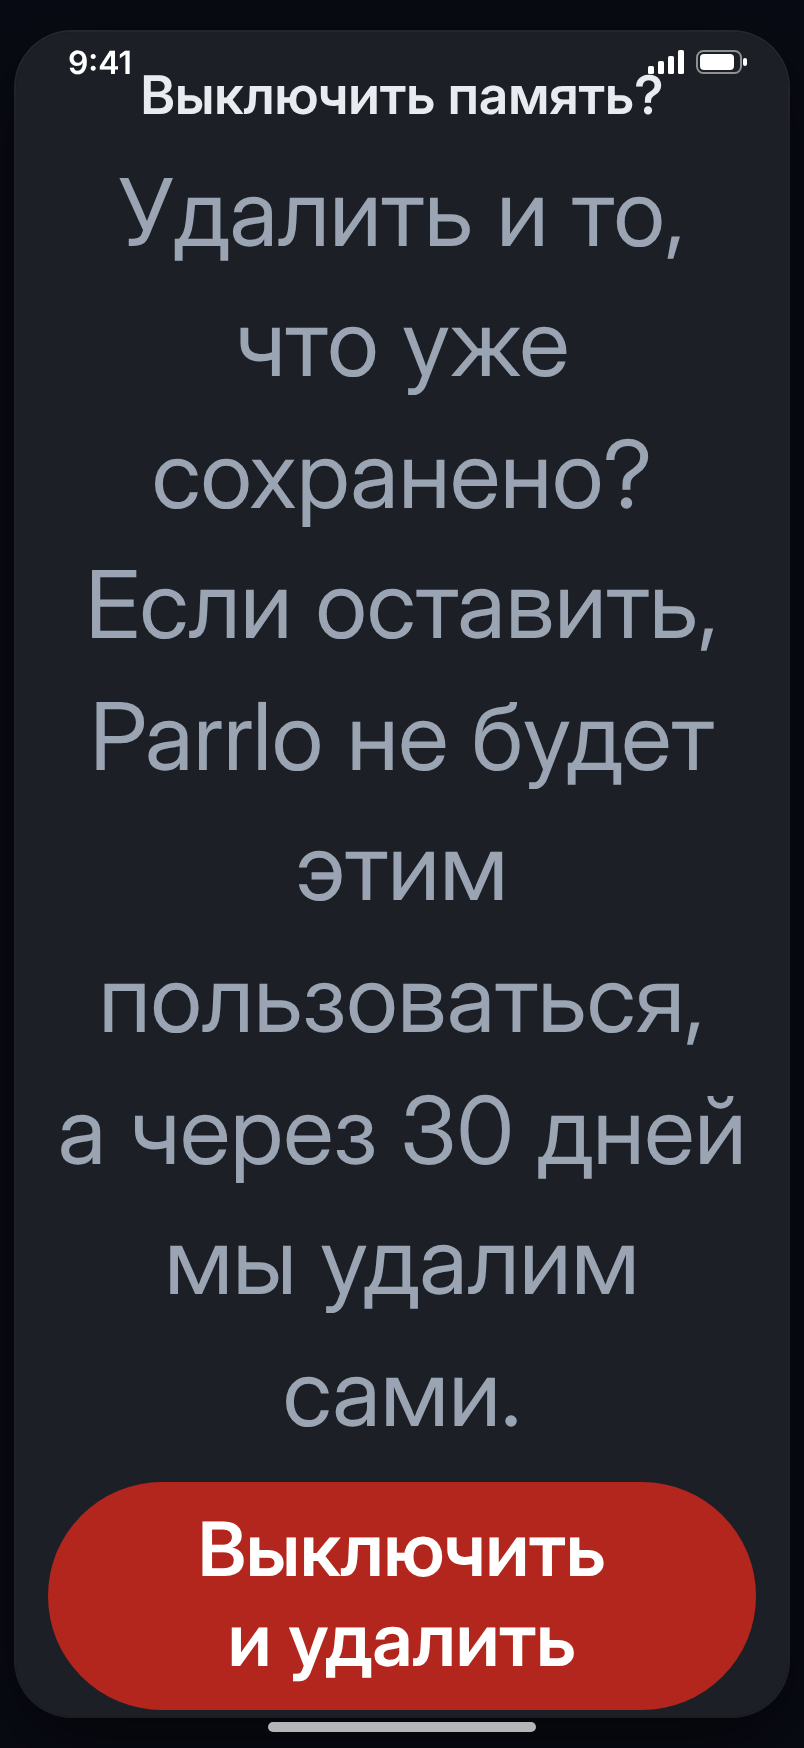 9:41
Выключить память?
Удалить и то,
что уже
сохранено?
Если оставить,
Parrlo не будет
этим
пользоваться,
а через 30 дней
мы удалим
сами.
Выключить
и удалить